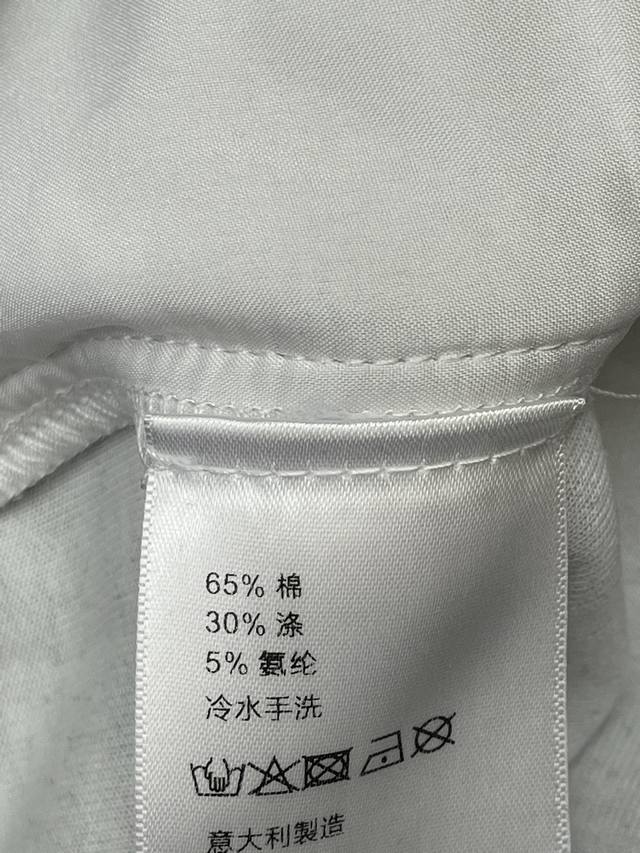 65% 棉
30% 涤
5% 氨纶
冷水手洗
意大利製造